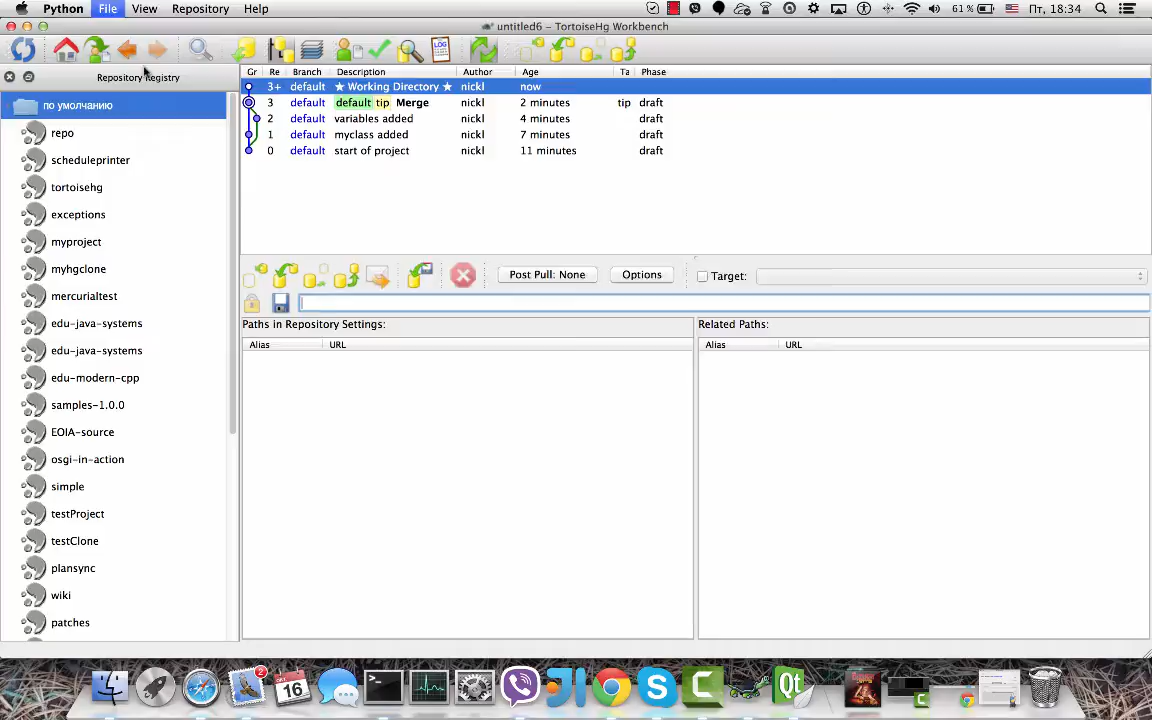 Python File View Repository Help 61% Пт, 18:34
untitled6 – TortoiseHg Workbench
LOG
Repository Registry
Gr Re Branch Description Author Age Ta Phase
3+ default ★ Working Directory ★ nickl now
3 default default tip Merge nickl 2 minutes tip draft
2 default variables added nickl 4 minutes draft
1 default myclass added nickl 7 minutes draft
0 default start of project nickl 11 minutes draft
по умолчанию
repo
scheduleprinter
tortoisehg
exceptions
myproject
myhgclone
mercurialtest
edu-java-systems
edu-java-systems
edu-modern-cpp
samples-1.0.0
EOIA-source
osgi-in-action
simple
testProject
testClone
plansync
wiki
patches
Post Pull: None Options Target:
Paths in Repository Settings: Related Paths:
Alias URL Alias URL
2
16
Qt